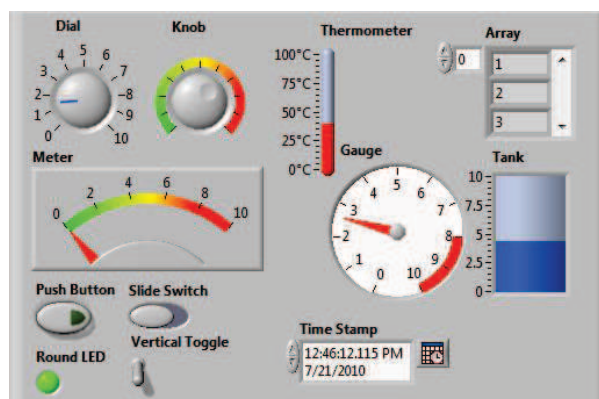 Dial
Knob
Thermometer
Array
0
1
2
3
4
5
6
7
8
9
10
100°C
75°C
50°C
25°C
0°C
0
1
2
3
Meter
0
2
4
6
8
10
Gauge
0
1
2
3
4
5
6
7
8
9
10
Tank
10
7.5
5
2.5
0
Push Button
Slide Switch
Round LED
Vertical Toggle
Time Stamp
12:46:12.115 PM
7/21/2010